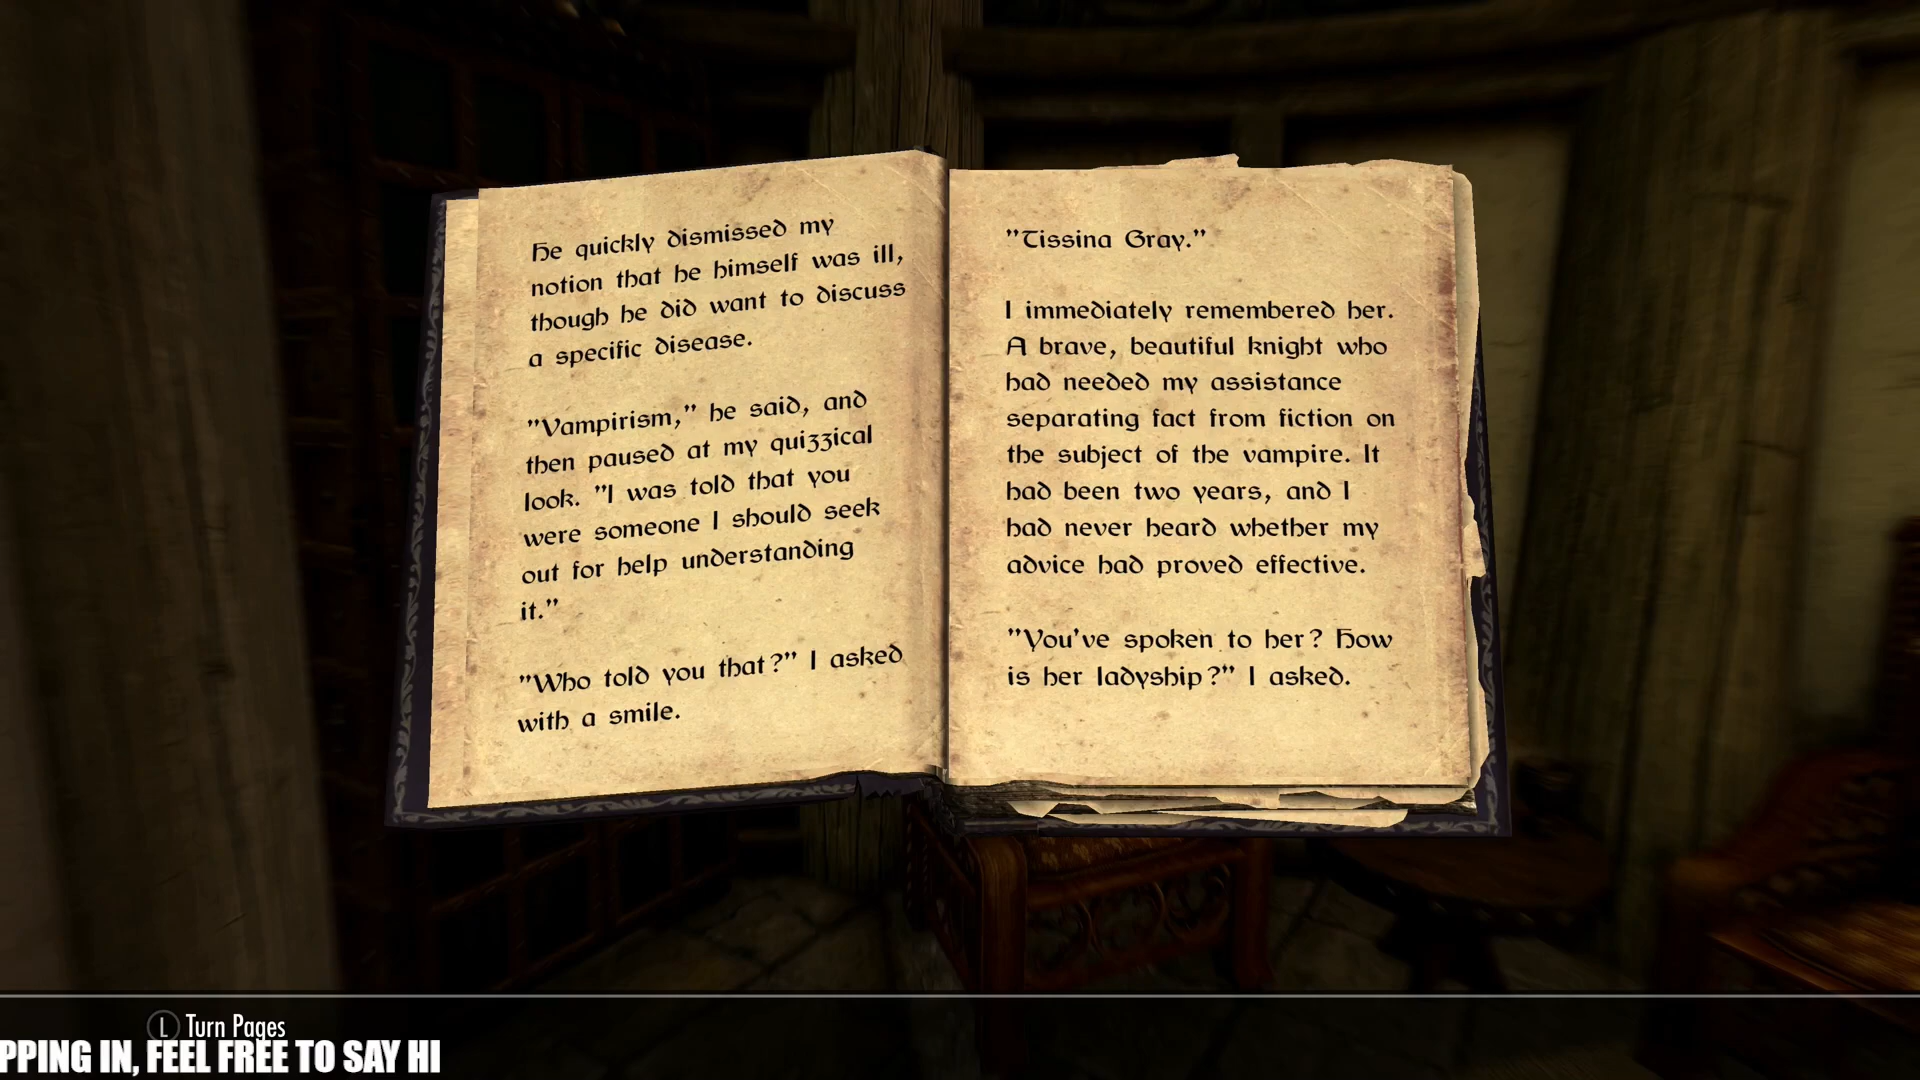 He quickly dismissed my
notion that he himself was ill,
though he did want to discuss
a specific disease.
"Vampirism," he said, and
then paused at my quizzical
look. "I was told that you
were someone I should seek
out for help understanding
it."
"Who told you that?" I asked
with a smile.
"Tissina Gray."
I immediately remembered her.
A brave, beautiful knight who
had needed my assistance
separating fact from fiction on
the subject of the vampire. It
had been two years, and I
had never heard whether my
advice had proved effective.
"You've spoken to her? How
is her ladyship?" I asked.
L Turn Pages
PPING IN, FEEL FREE TO SAY HI